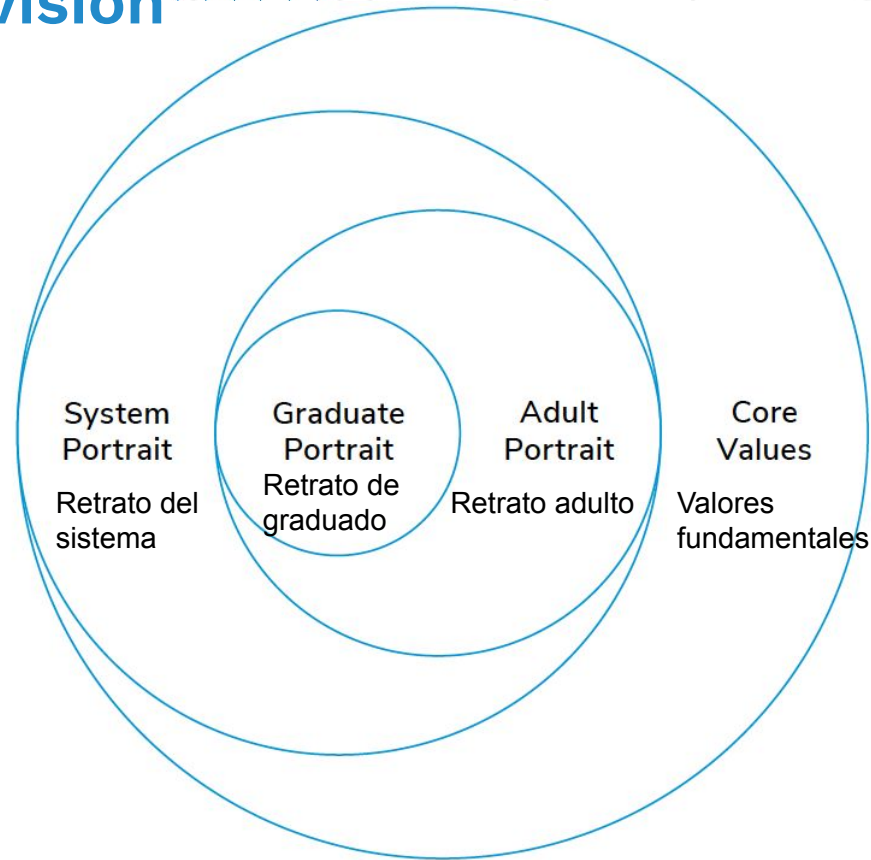 vision
System
Portrait
Retrato del
sistema
Graduate
Portrait
Retrato de
graduado
Adult
Portrait
Retrato adulto
Core
Values
Valores
fundamentales